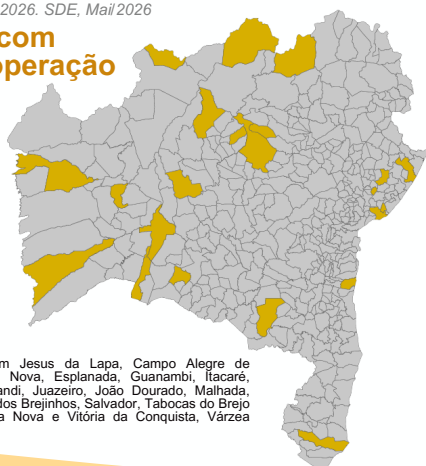 2026. SDE, Mail 2026
com
operação
m Jesus da Lapa, Campo Alegre de
Nova, Esplanada, Guanambi, Itacaré,
andi, Juazeiro, João Dourado, Malhada,
dos Brejinhos, Salvador, Tabocas do Brejo
a Nova e Vitória da Conquista, Várzea